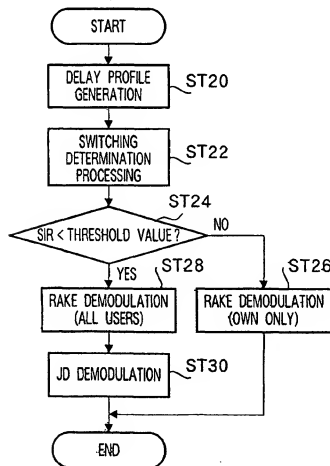 START
DELAY PROFILE
GENERATION
ST20
SWITCHING
DETERMINATION
PROCESSING
ST22
ST24
SIR < THRESHOLD VALUE?
NO
YES
ST28
ST26
RAKE DEMODULATION
(ALL USERS)
RAKE DEMODULATION
(OWN ONLY)
JD DEMODULATION
ST30
END